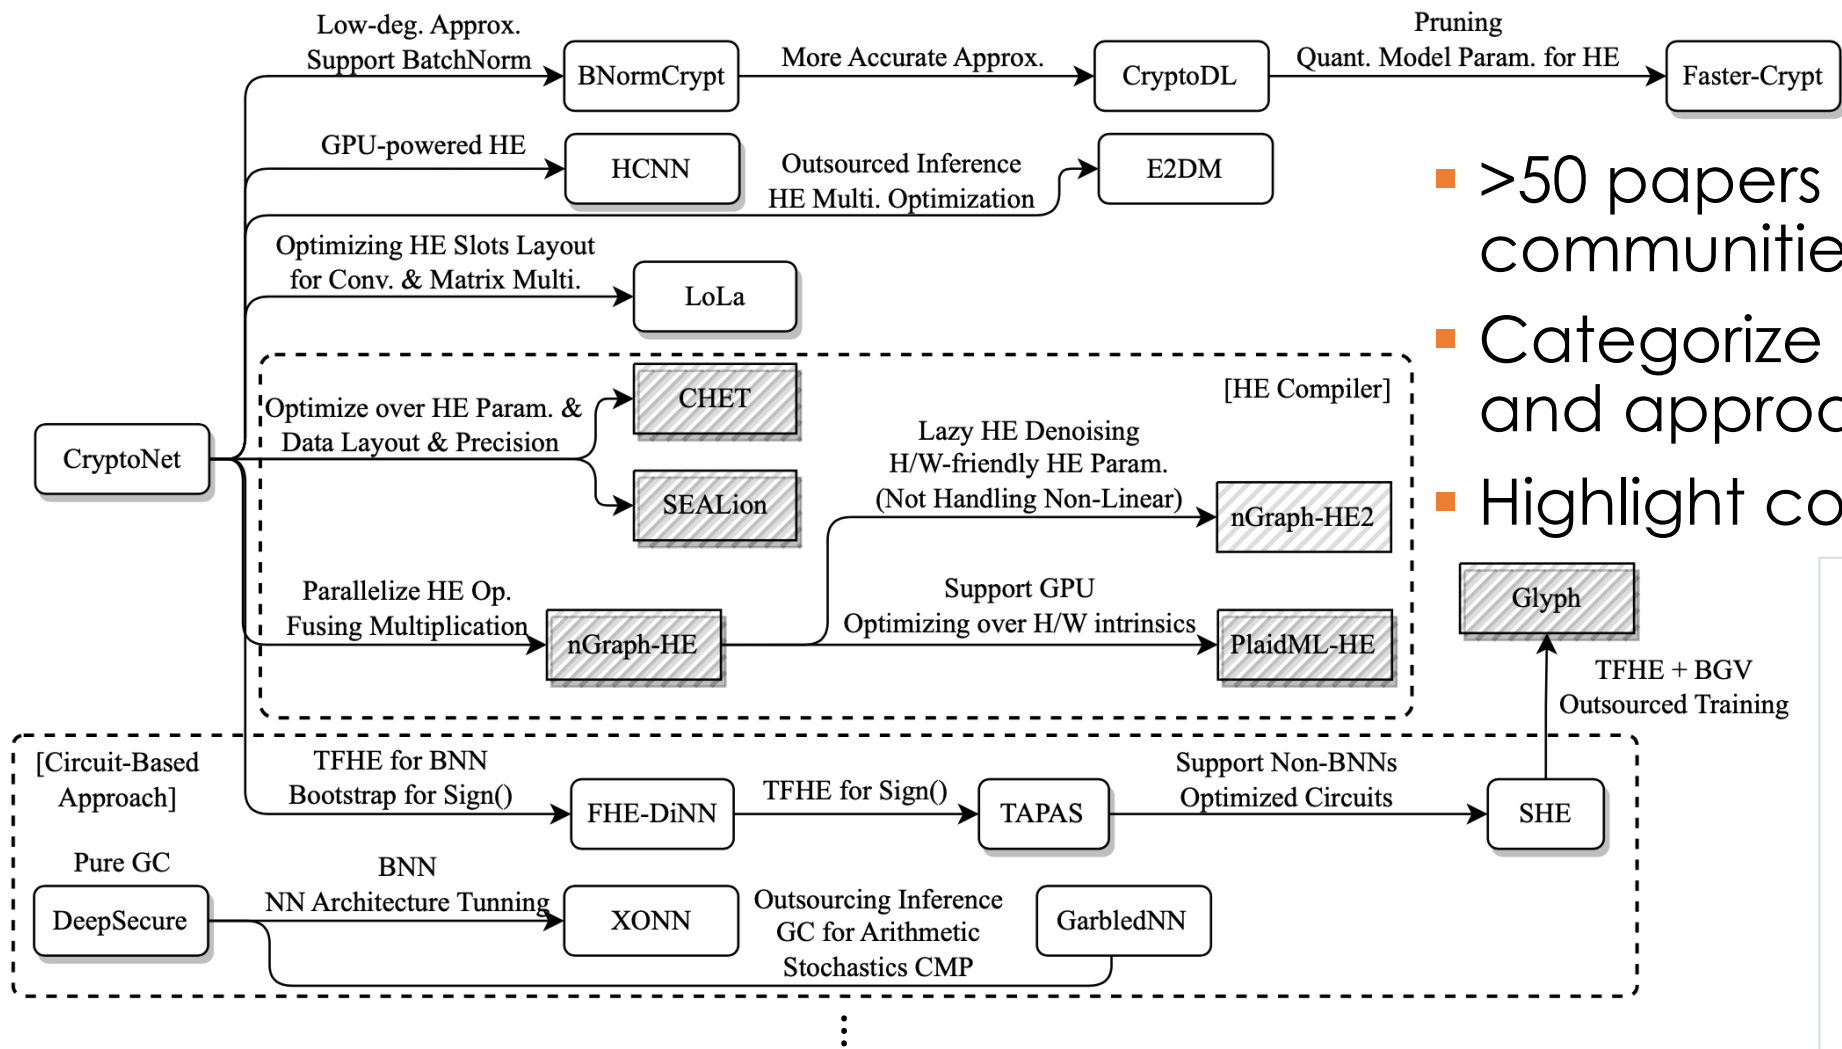 Low-deg. Approx.
Support BatchNorm
BNormCrypt
More Accurate Approx.
CryptoDL
Pruning
Quant. Model Param. for HE
Faster-Crypt
GPU-powered HE
HCNN
Outsourced Inference
HE Multi. Optimization
E2DM
Optimizing HE Slots Layout
for Conv. & Matrix Multi.
LoLa
[HE Compiler]
CryptoNet
Optimize over HE Param. &
Data Layout & Precision
CHET
SEALion
Lazy HE Denoising
H/W-friendly HE Param.
(Not Handling Non-Linear)
nGraph-HE2
Parallelize HE Op.
Fusing Multiplication
nGraph-HE
Support GPU
Optimizing over H/W intrinsics
PlaidML-HE
Glyph
TFHE + BGV
Outsourced Training
[Circuit-Based
Approach]
TFHE for BNN
Bootstrap for Sign()
FHE-DiNN
TFHE for Sign()
TAPAS
Support Non-BNNs
Optimized Circuits
SHE
Pure GC
DeepSecure
BNN
NN Architecture Tunning
XONN
Outsourcing Inference
GC for Arithmetic
Stochastics CMP
GarbledNN
>50 papers
communitie
Categorize
and approa
Highlight co